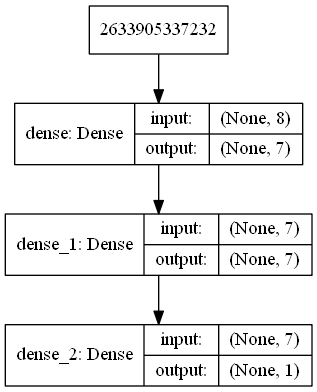 2633905337232
dense: Dense
input: (None, 8)
output: (None, 7)
dense_1: Dense
input: (None, 7)
output: (None, 7)
dense_2: Dense
input: (None, 7)
output: (None, 1)